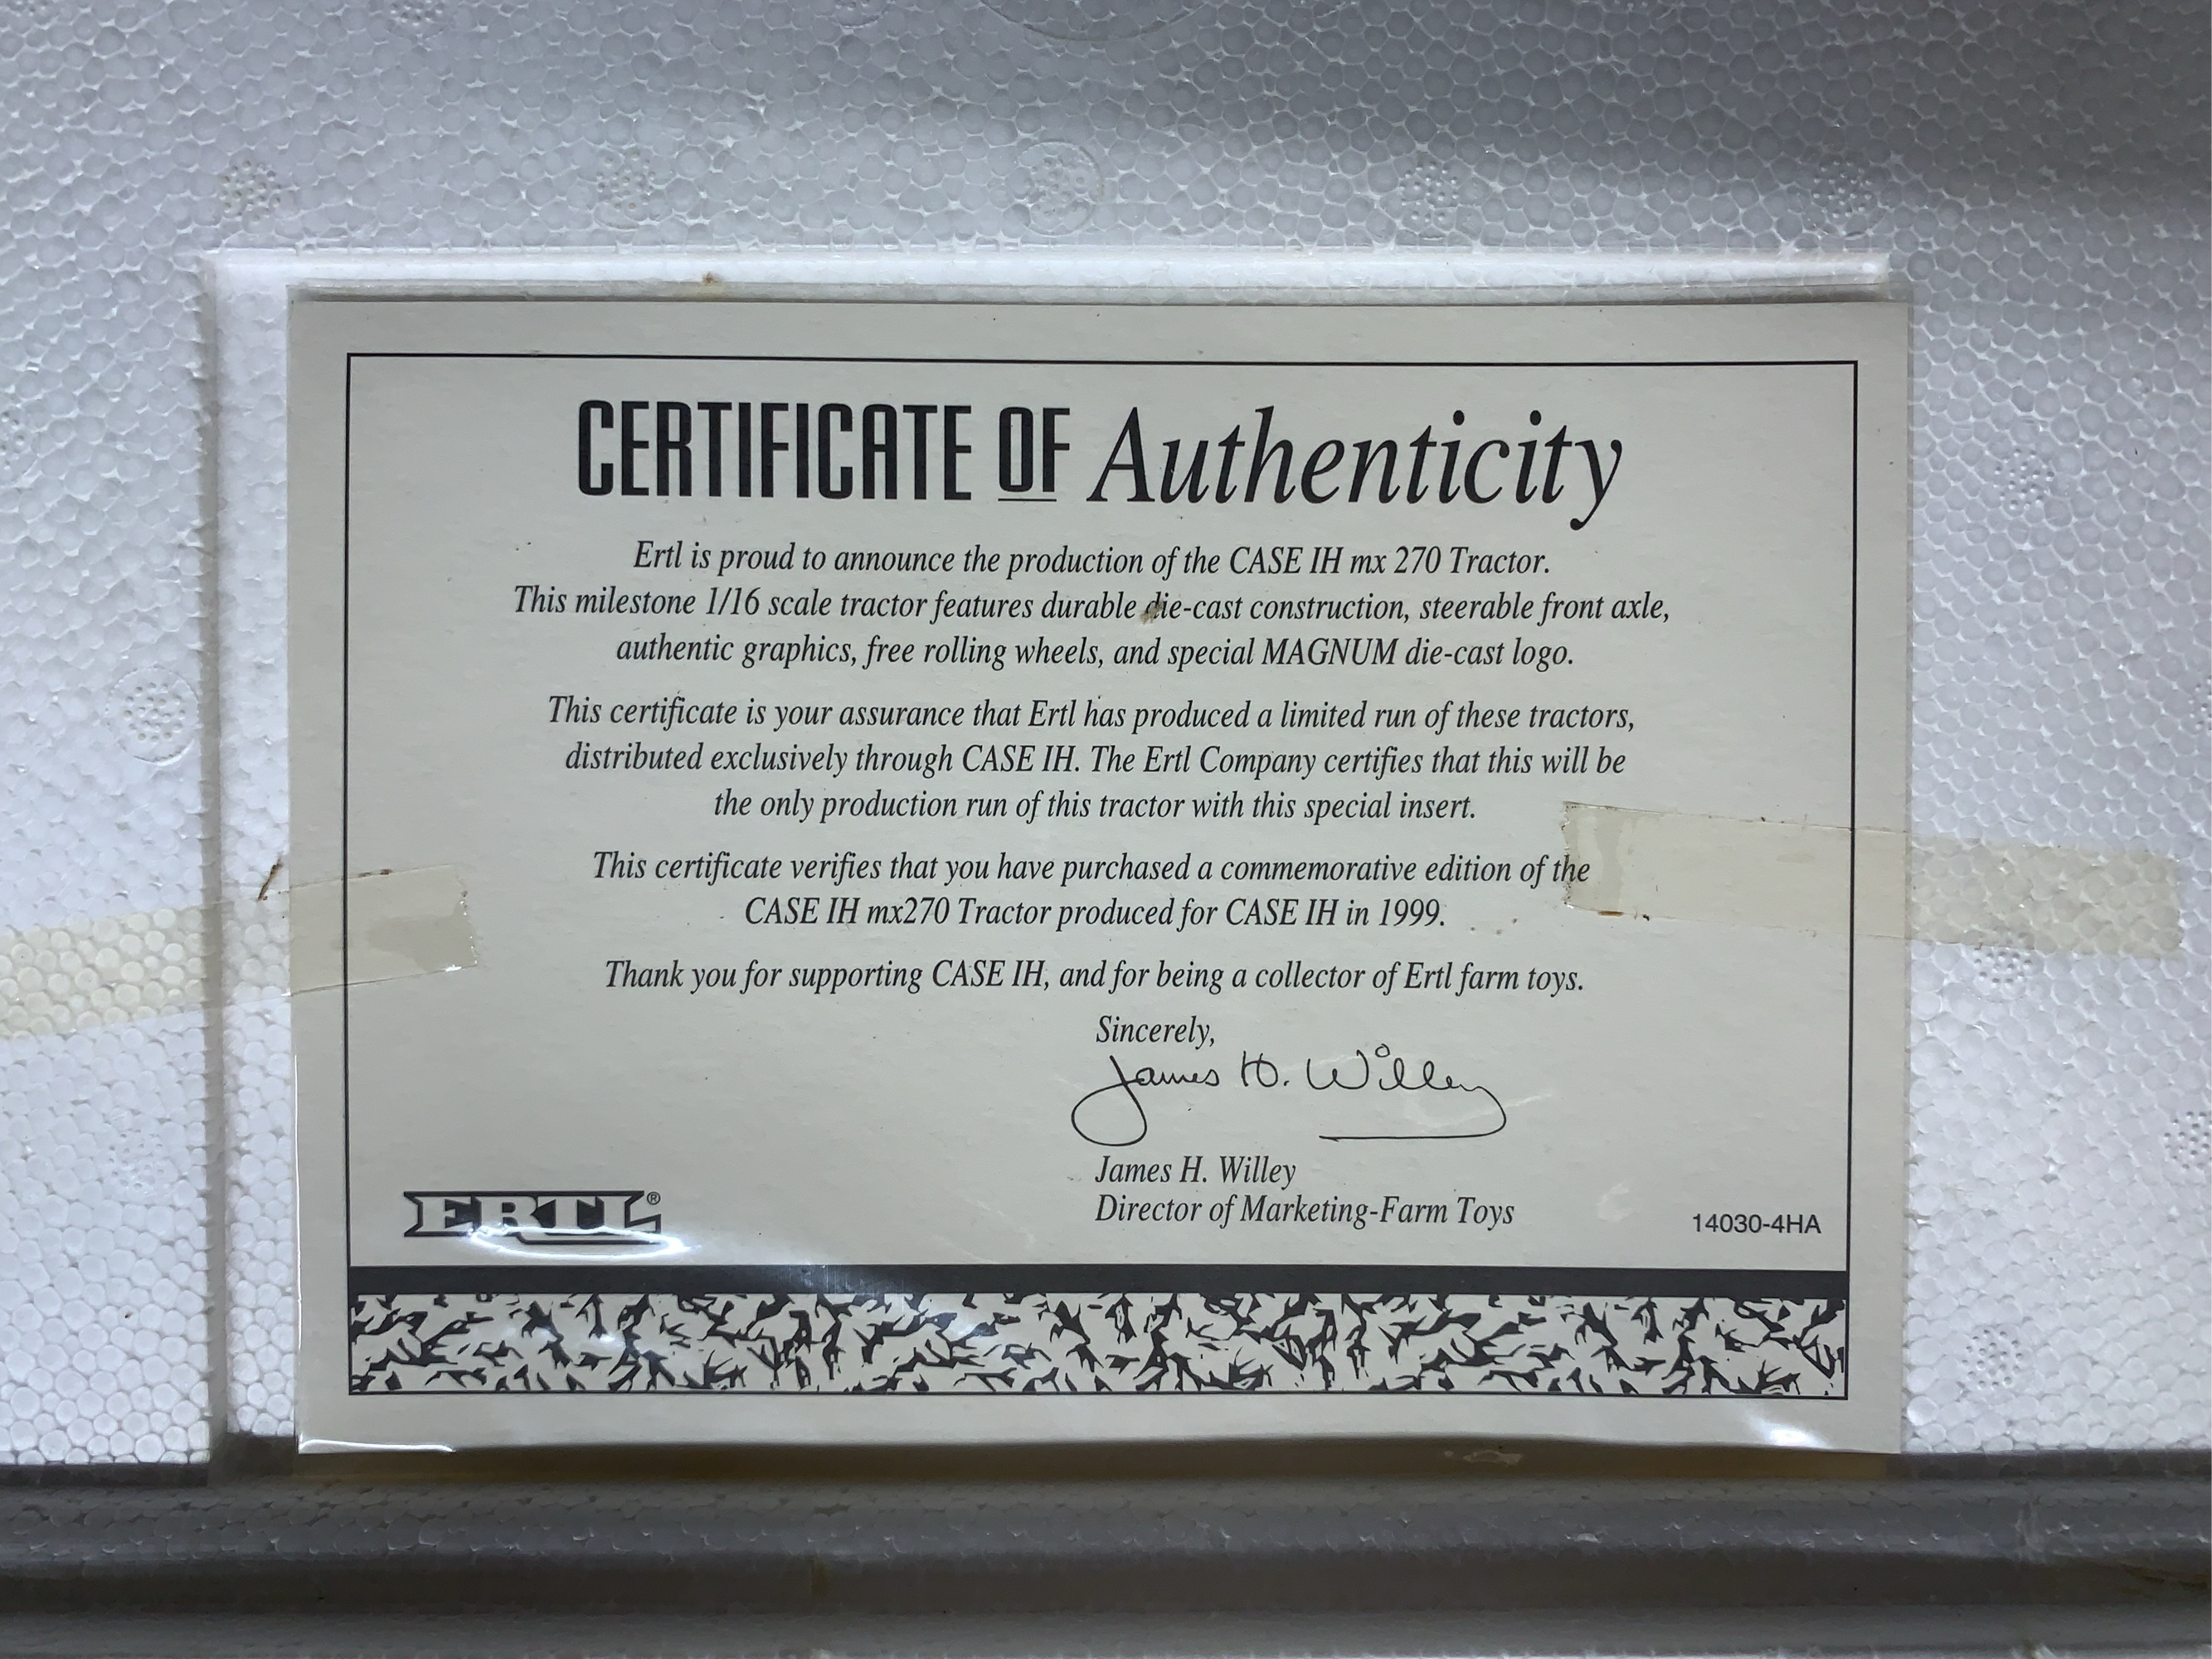 CERTIFICATE OF Authenticity
Ertl is proud to announce the production of the CASE IH mx 270 Tractor.
This milestone 1/16 scale tractor features durable die-cast construction, steerable front axle,
authentic graphics, free rolling wheels, and special MAGNUM die-cast logo.
This certificate is your assurance that Ertl has produced a limited run of these tractors,
distributed exclusively through CASE IH. The Ertl Company certifies that this will be
the only production run of this tractor with this special insert.
This certificate verifies that you have purchased a commemorative edition of the
CASE IH mx270 Tractor produced for CASE IH in 1999.
Thank you for supporting CASE IH, and for being a collector of Ertl farm toys.
Sincerely,
James H. Willey
James H. Willey
Director of Marketing-Farm Toys
ERTL®
14030-4HA